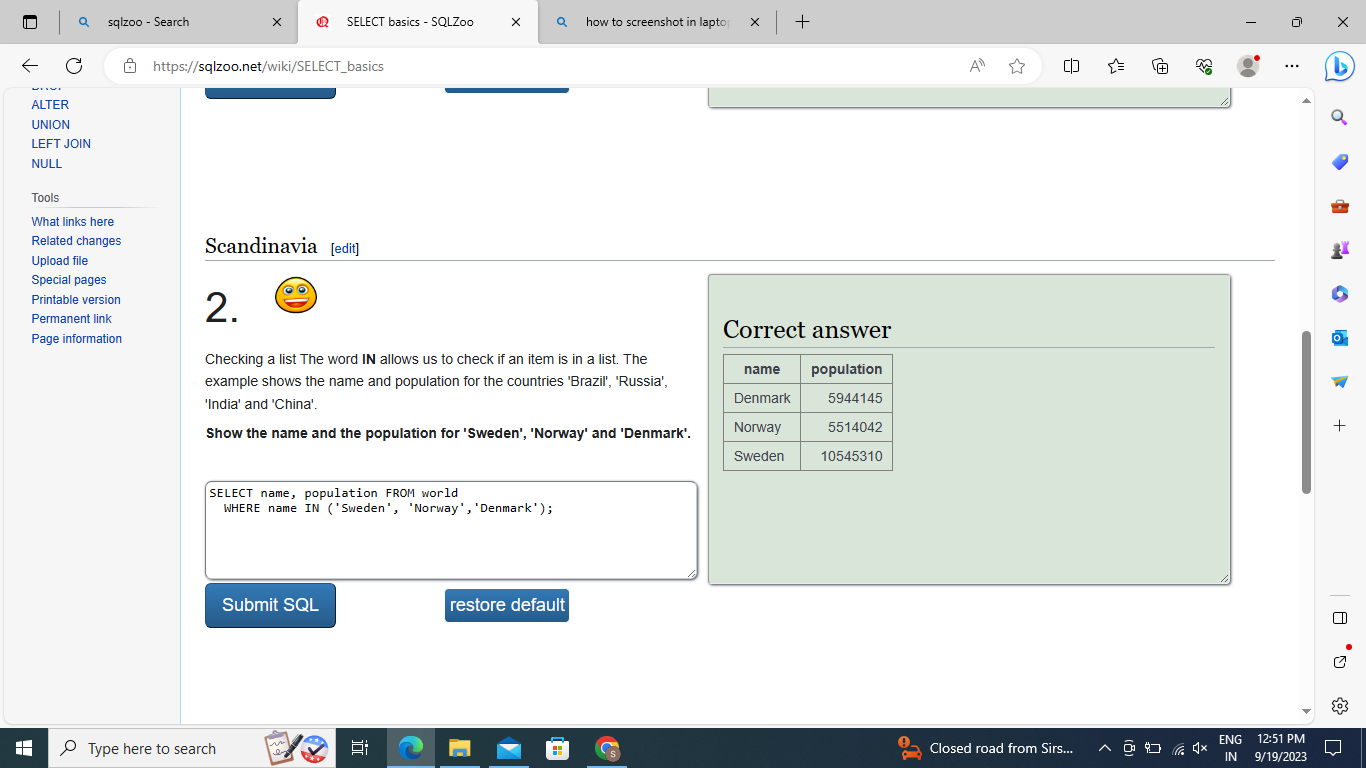 sqlzoo - Search
SELECT basics - SQLZoo
how to screenshot in lapto
https://sqlzoo.net/wiki/SELECT_basics
ALTER
UNION
LEFT JOIN
NULL
Tools
What links here
Related changes
Upload file
Special pages
Printable version
Permanent link
Page information
Scandinavia [edit]
2.
Checking a list The word IN allows us to check if an item is in a list. The
example shows the name and population for the countries 'Brazil', 'Russia',
'India' and 'China'.
Show the name and the population for 'Sweden', 'Norway' and 'Denmark'.
SELECT name, population FROM world
WHERE name IN ('Sweden', 'Norway','Denmark');
Submit SQL
restore default
Correct answer
name population
Denmark 5944145
Norway 5514042
Sweden 10545310
Type here to search
Closed road from Sirs...
ENG
IN
12:51 PM
9/19/2023